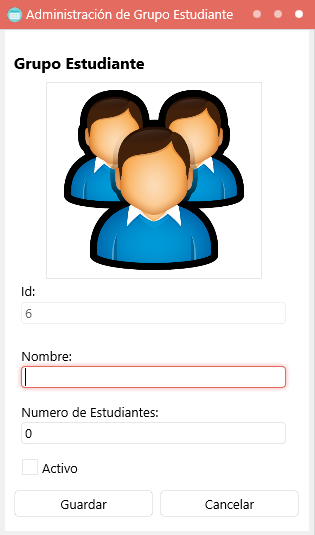 Administración de Grupo Estudiante
Grupo Estudiante
Id:
6
Nombre:
Numero de Estudiantes:
0
Activo
Guardar Cancelar